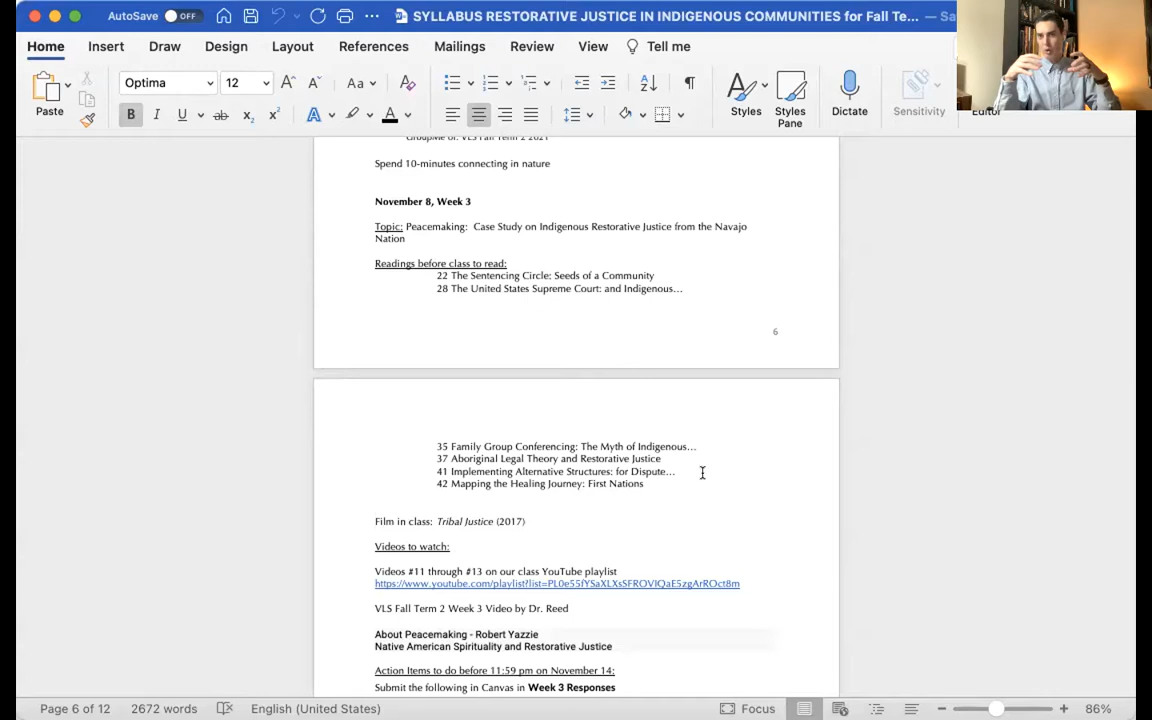 AutoSave OFF SYLLABUS RESTORATIVE JUSTICE IN INDIGENOUS COMMUNITIES for Fall Te... — Sa
Home Insert Draw Design Layout References Mailings Review View Tell me
Paste Optima 12 Aa Styles Styles Pane Dictate Sensitivity Editor
Spend 10-minutes connecting in nature
November 8, Week 3
Topic: Peacemaking: Case Study on Indigenous Restorative Justice from the Navajo
Nation
Readings before class to read:
22 The Sentencing Circle: Seeds of a Community
28 The United States Supreme Court: and Indigenous...
6
35 Family Group Conferencing: The Myth of Indigenous...
37 Aboriginal Legal Theory and Restorative Justice
41 Implementing Alternative Structures: for Dispute...
42 Mapping the Healing Journey: First Nations
Film in class: Tribal Justice (2017)
Videos to watch:
Videos #11 through #13 on our class YouTube playlist
https://www.youtube.com/playlist?list=PL0e55fYSaXLXsSFROVIQaE5zgArROct8m
VLS Fall Term 2 Week 3 Video by Dr. Reed
About Peacemaking - Robert Yazzie
Native American Spirituality and Restorative Justice
Action Items to do before 11:59 pm on November 14:
Submit the following in Canvas in Week 3 Responses
Page 6 of 12 2672 words English (United States) Focus 86%